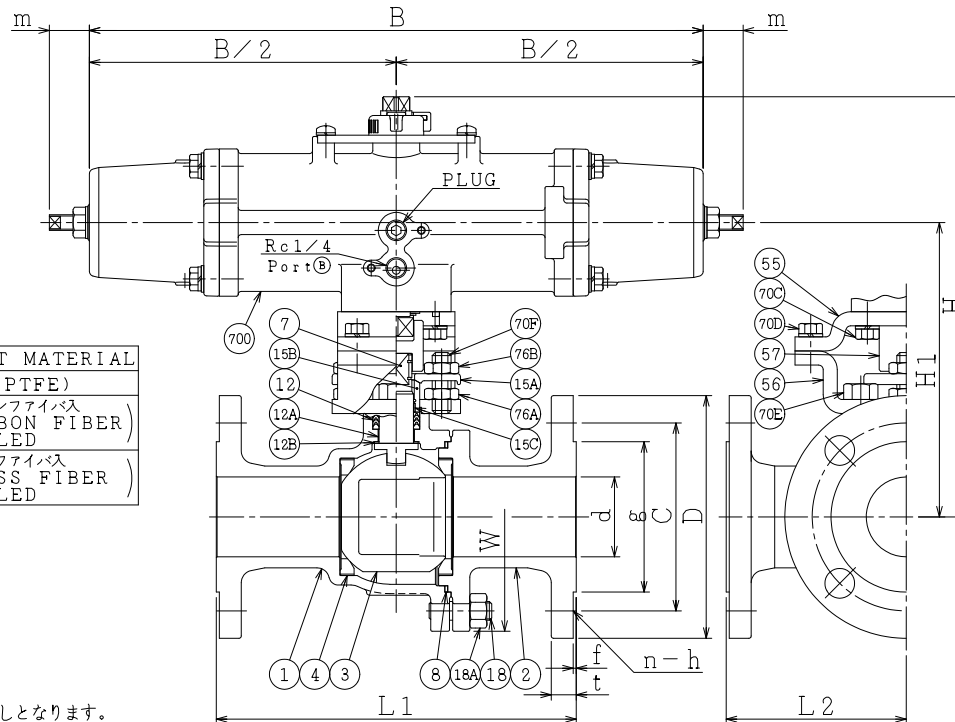 m
B
m
B/2
B/2
PLUG
Rc1/4
Port Ⓑ
H
H1
55
70C
70D
57
56
70E
700
7
15B
12
12A
12B
70F
76B
15A
76A
15C
T MATERIAL
PTFE)
ンファイバ入
BON FIBER
LED
ファイバ入
SS FIBER
LED
W
d
g
C
D
1
4
3
8
18A
18
2
f
t
n-h
L1
L2
しとなります。